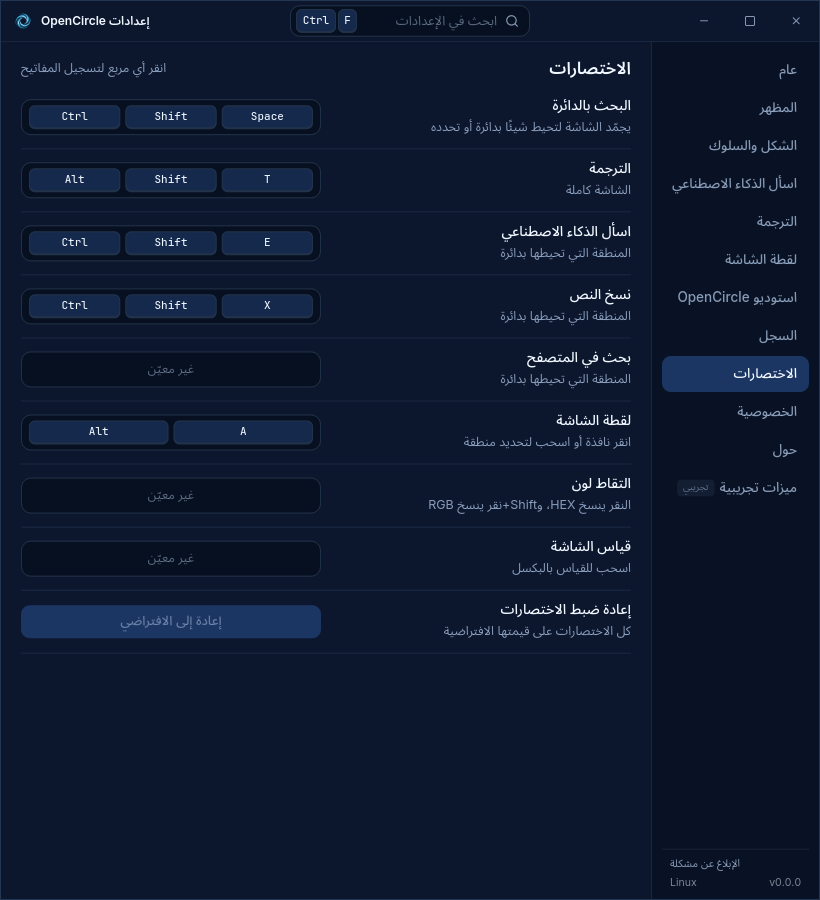 إعدادات OpenCircle
ابحث في الإعدادات Ctrl F
عام
المظهر
الشكل والسلوك
اسأل الذكاء الاصطناعي
الترجمة
لقطة الشاشة
استوديو OpenCircle
السجل
الاختصارات
الخصوصية
حول
ميزات تجريبية تجريبي
الإبلاغ عن مشكلة
Linux v0.0.0
الاختصارات
انقر أي مربع لتسجيل المفاتيح
البحث بالدائرة
يجمّد الشاشة لتحيط شيئًا بدائرة أو تحدده
Ctrl Shift Space
الترجمة
الشاشة كاملة
Alt Shift T
اسأل الذكاء الاصطناعي
المنطقة التي تحيطها بدائرة
Ctrl Shift E
نسخ النص
المنطقة التي تحيطها بدائرة
Ctrl Shift X
بحث في المتصفح
المنطقة التي تحيطها بدائرة
غير معيّن
لقطة الشاشة
انقر نافذة أو اسحب لتحديد منطقة
Alt A
التقاط لون
النقر ينسخ HEX، وShift+نقر ينسخ RGB
غير معيّن
قياس الشاشة
اسحب للقياس بالبكسل
غير معيّن
إعادة ضبط الاختصارات
كل الاختصارات على قيمتها الافتراضية
إعادة إلى الافتراضي